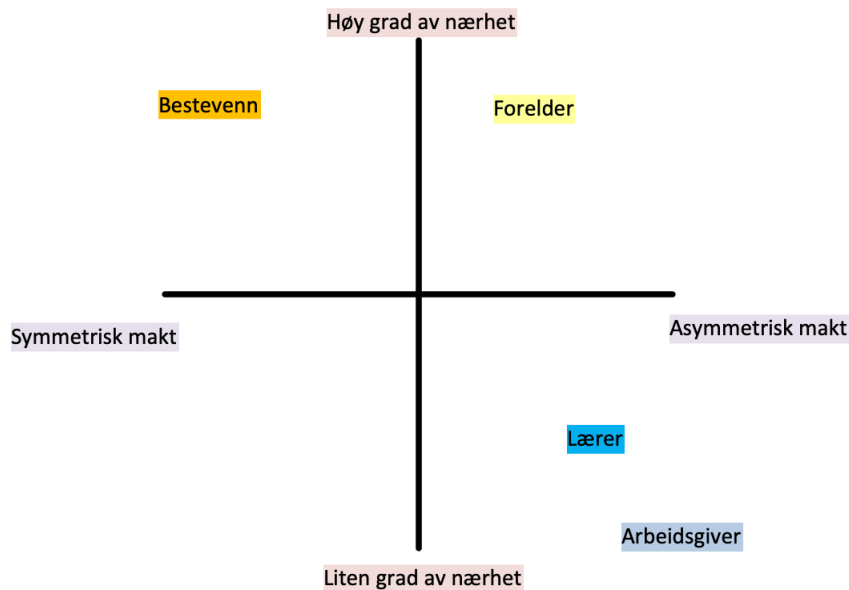 Høy grad av nærhet
Bestevenn
Forelder
Symmetrisk makt
Asymmetrisk makt
Lærer
Arbeidsgiver
Liten grad av nærhet